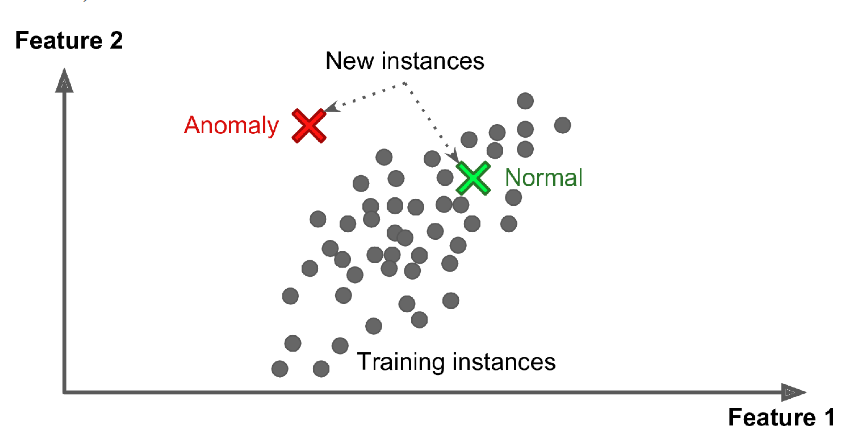 Feature 2
New instances
Anomaly
Normal
Training instances
Feature 1